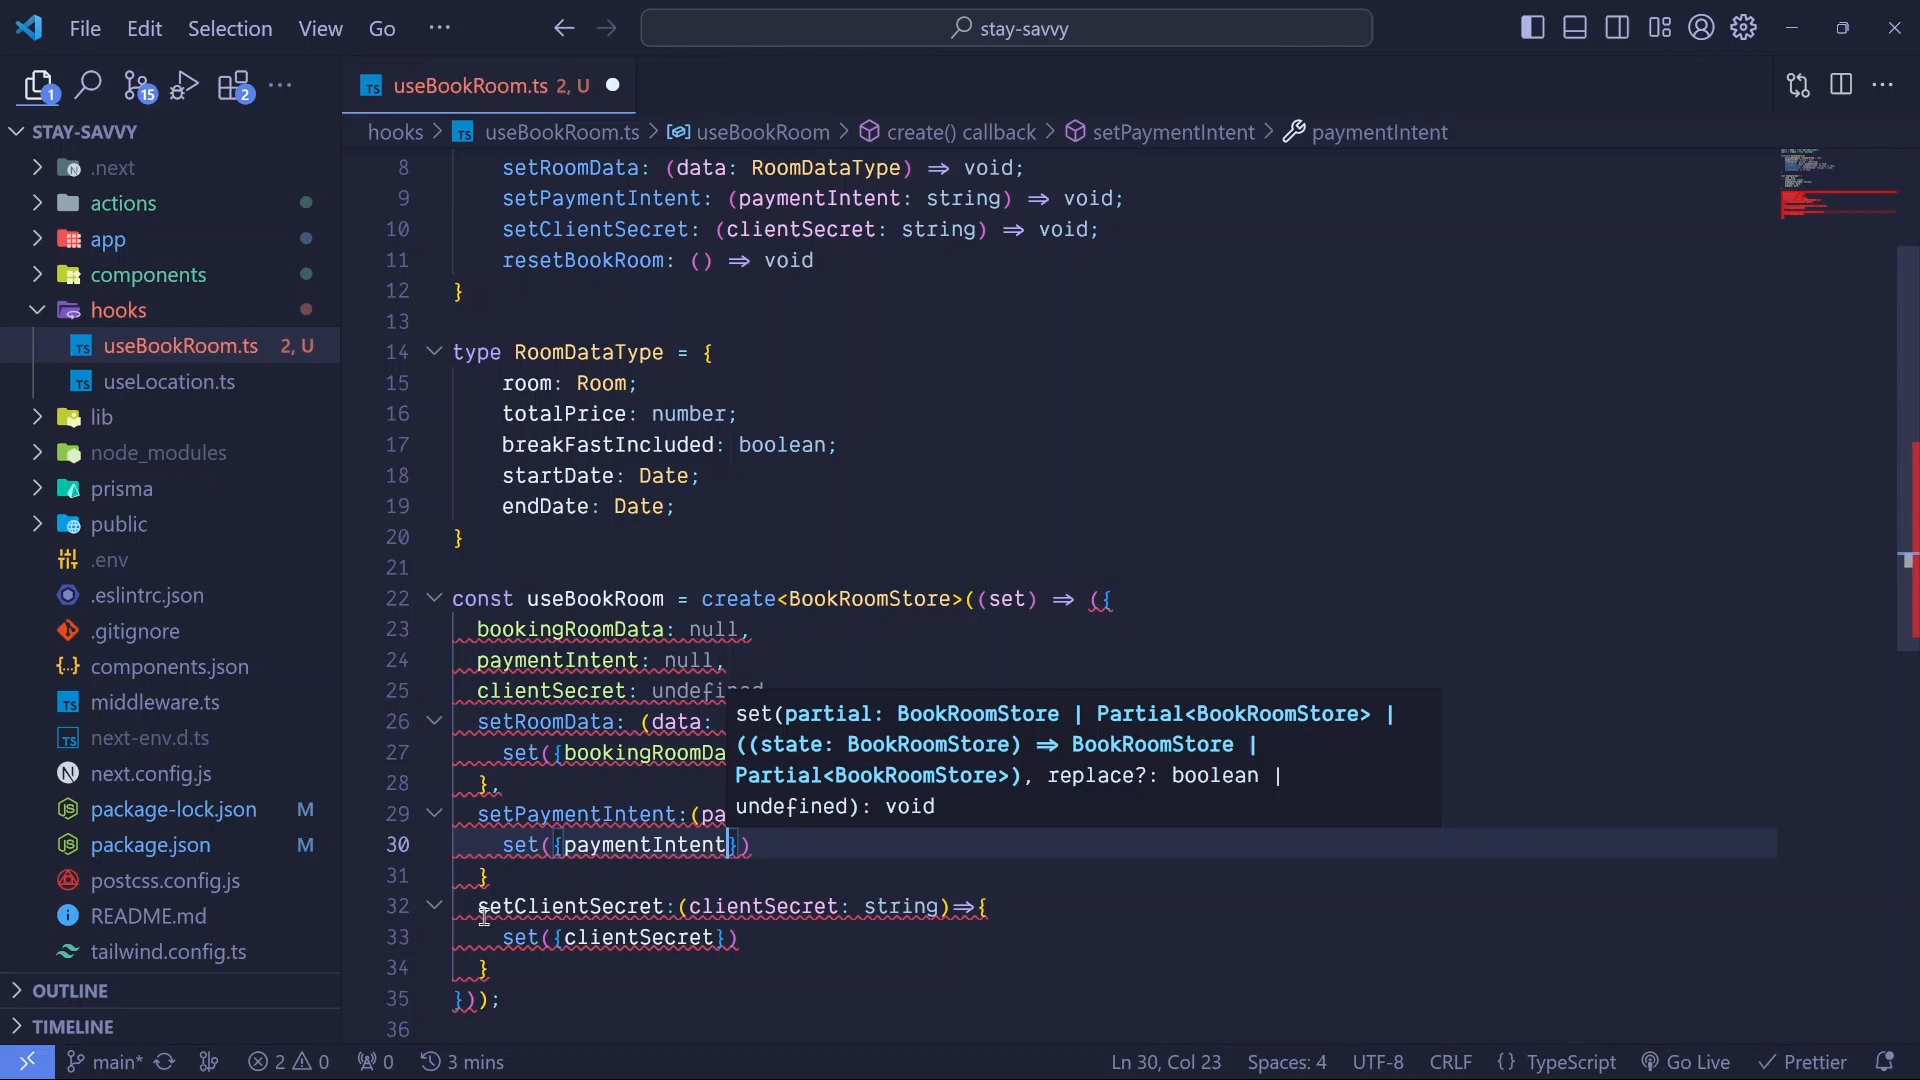 File Edit Selection View Go ··· stay-savvy
1 15 2 ···
useBookRoom.ts 2, U
STAY-SAVVY
hooks > useBookRoom.ts > useBookRoom > create() callback > setPaymentIntent > paymentIntent
.next
actions
app
components
hooks
useBookRoom.ts 2, U
useLocation.ts
lib
node_modules
prisma
public
.env
.eslintrc.json
.gitignore
components.json
middleware.ts
next-env.d.ts
next.config.js
package-lock.json M
package.json M
postcss.config.js
README.md
tailwind.config.ts
OUTLINE
TIMELINE
8 setRoomData: (data: RoomDataType) => void;
9 setPaymentIntent: (paymentIntent: string) => void;
10 setClientSecret: (clientSecret: string) => void;
11 resetBookRoom: () => void
12 }
13
14 type RoomDataType = {
15 room: Room;
16 totalPrice: number;
17 breakFastIncluded: boolean;
18 startDate: Date;
19 endDate: Date;
20 }
21
22 const useBookRoom = create<BookRoomStore>((set) => ({
23 bookingRoomData: null,
24 paymentIntent: null,
25 clientSecret: undefined
26 setRoomData: (data:
27 set({bookingRoomDa
28 },
29 setPaymentIntent:(pa
30 set({paymentIntent})
31 }
32 setClientSecret:(clientSecret: string)=>{
33 set({clientSecret})
34 }
35 }));
36
set(partial: BookRoomStore | Partial<BookRoomStore> |
((state: BookRoomStore) => BookRoomStore |
Partial<BookRoomStore>), replace?: boolean |
undefined): void
main* 2 0 0 3 mins Ln 30, Col 23 Spaces: 4 UTF-8 CRLF {} TypeScript Go Live Prettier